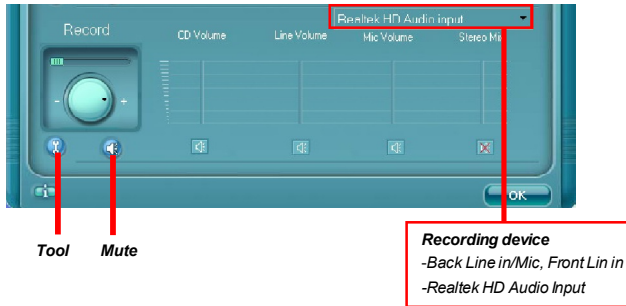 Realtek HD Audio input
Record
CD Volume
Line Volume
Mic Volume
Stereo Mix
- +
OK
Tool
Mute
Recording device
-Back Line in/Mic, Front Lin in
-Realtek HD Audio Input